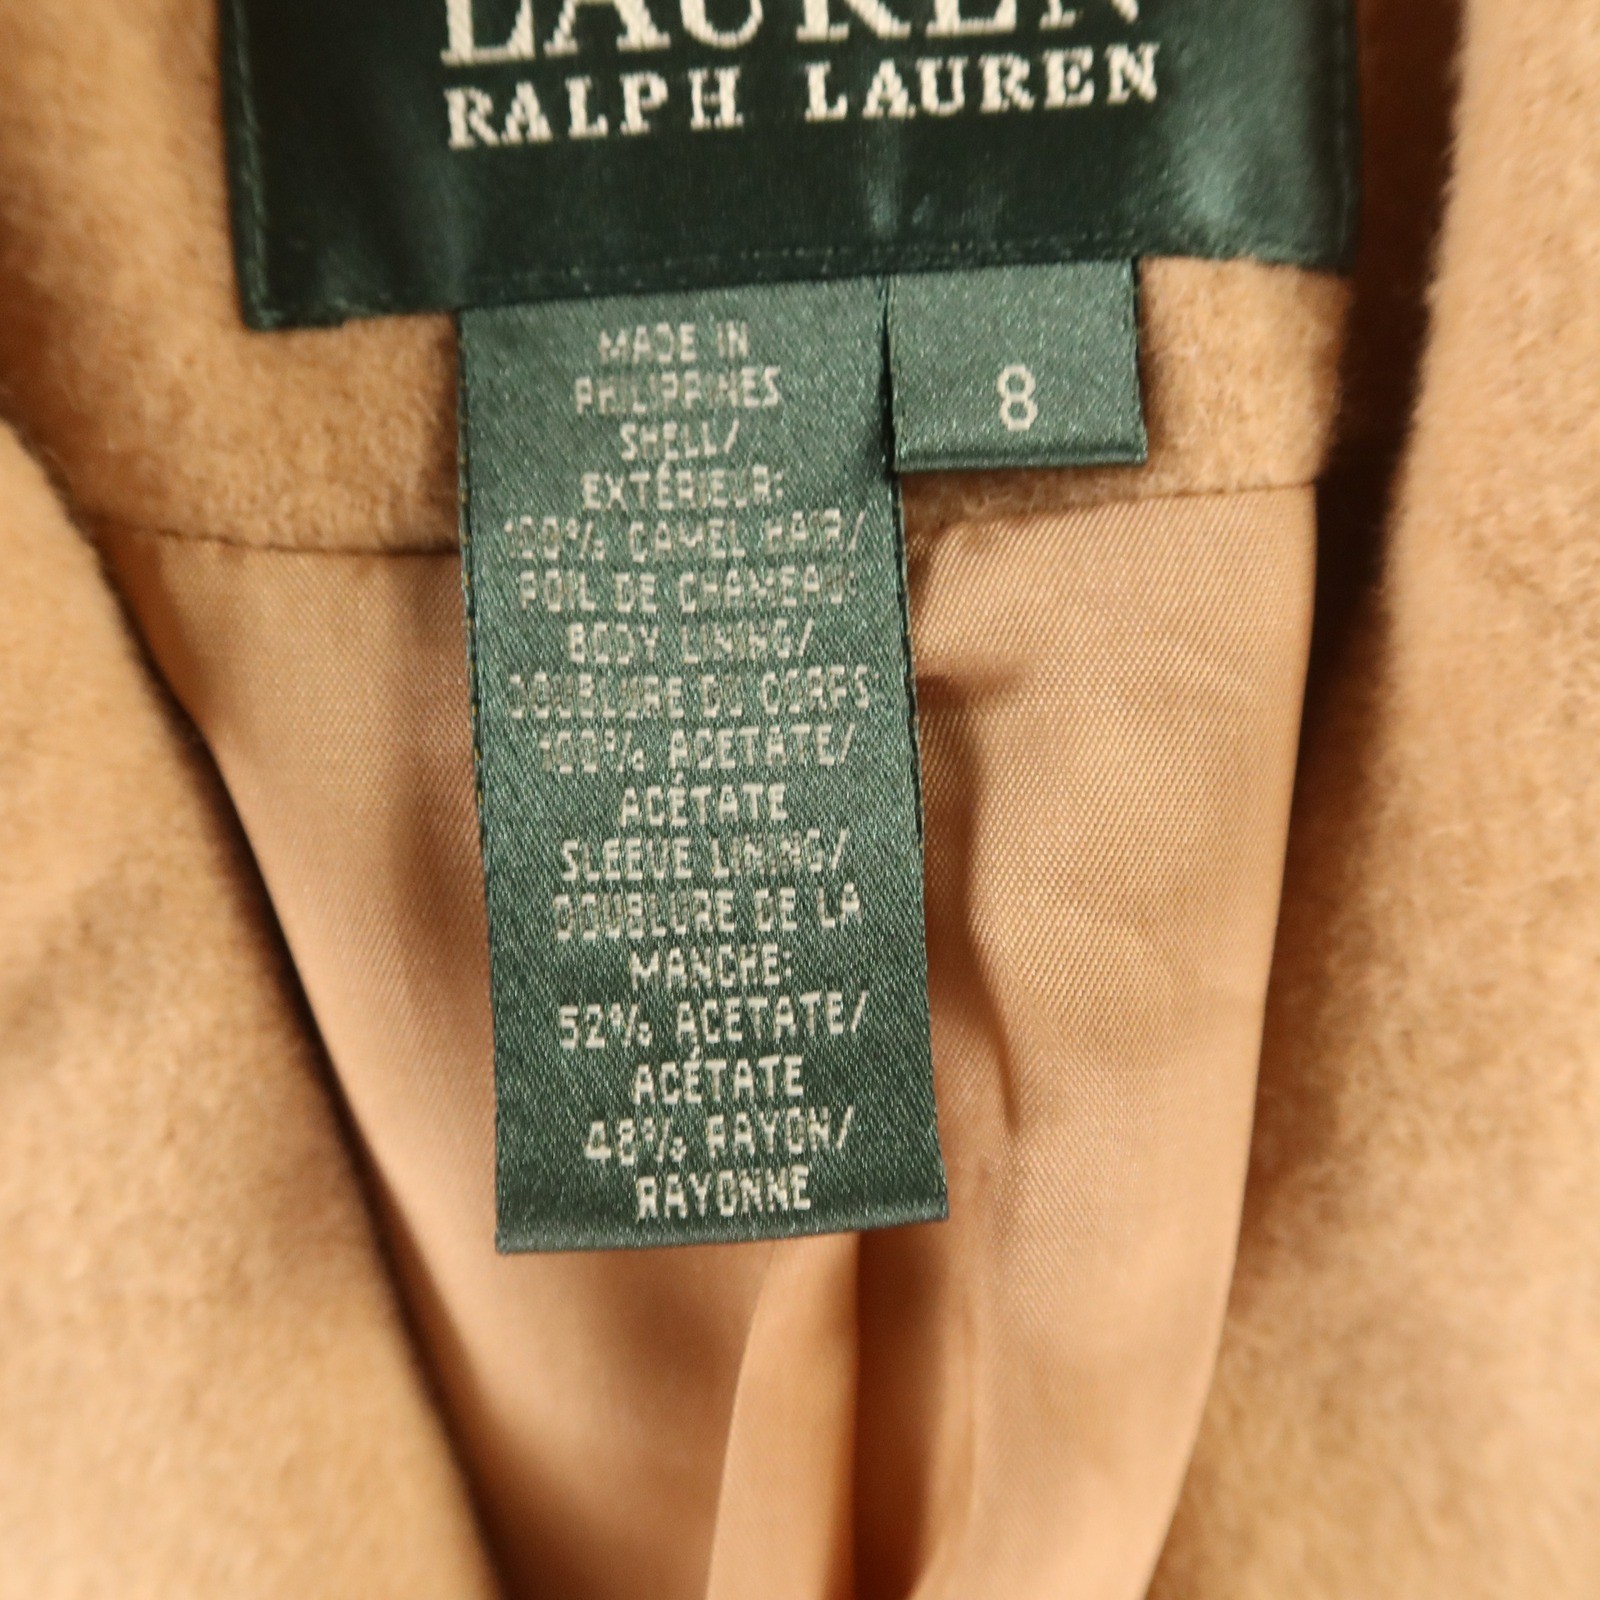 LAUREN
RALPH LAUREN
MADE IN
PHILIPPINES
SHELL/
EXTÉRIEUR:
100% CAMEL HAIR/
POIL DE CHAMEAU
BODY LINING/
DOUBLURE DU CORPS
100% ACETATE/
ACÉTATE
SLEEVE LINING/
DOUBLURE DE LA
MANCHE:
52% ACETATE/
ACÉTATE
48% RAYON/
RAYONNE
8